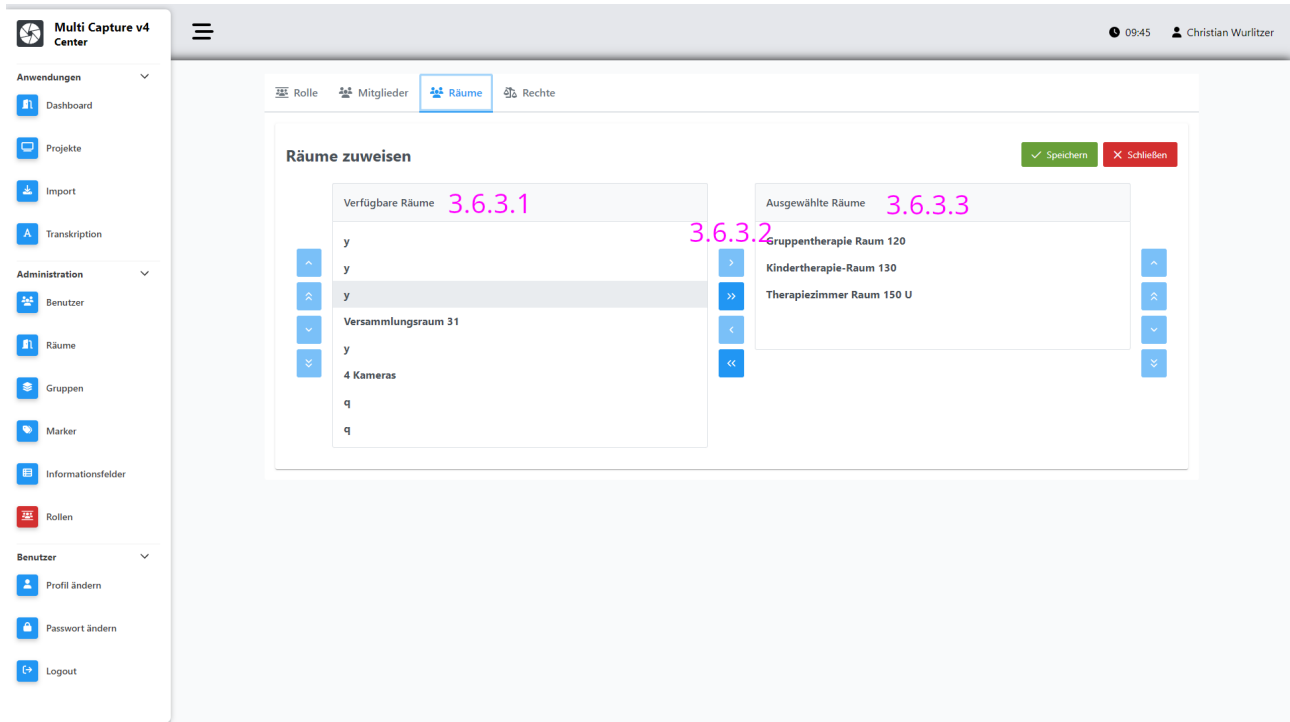 Multi Capture v4
Center
09:45
Christian Wurlitzer
Anwendungen
Dashboard
Projekte
Import
A
Transkription
Administration
Benutzer
Räume
Gruppen
Marker
Informationsfelder
Rollen
Benutzer
Profil ändern
Passwort ändern
Logout
Rolle Mitglieder Räume Rechte
Räume zuweisen
Speichern
Schließen
Verfügbare Räume 3.6.3.1
y
y
y
Versammlungsraum 31
y
4 Kameras
q
q
3.6.3.2
Ausgewählte Räume 3.6.3.3
Gruppentherapie Raum 120
Kindertherapie-Raum 130
Therapiezimmer Raum 150 U